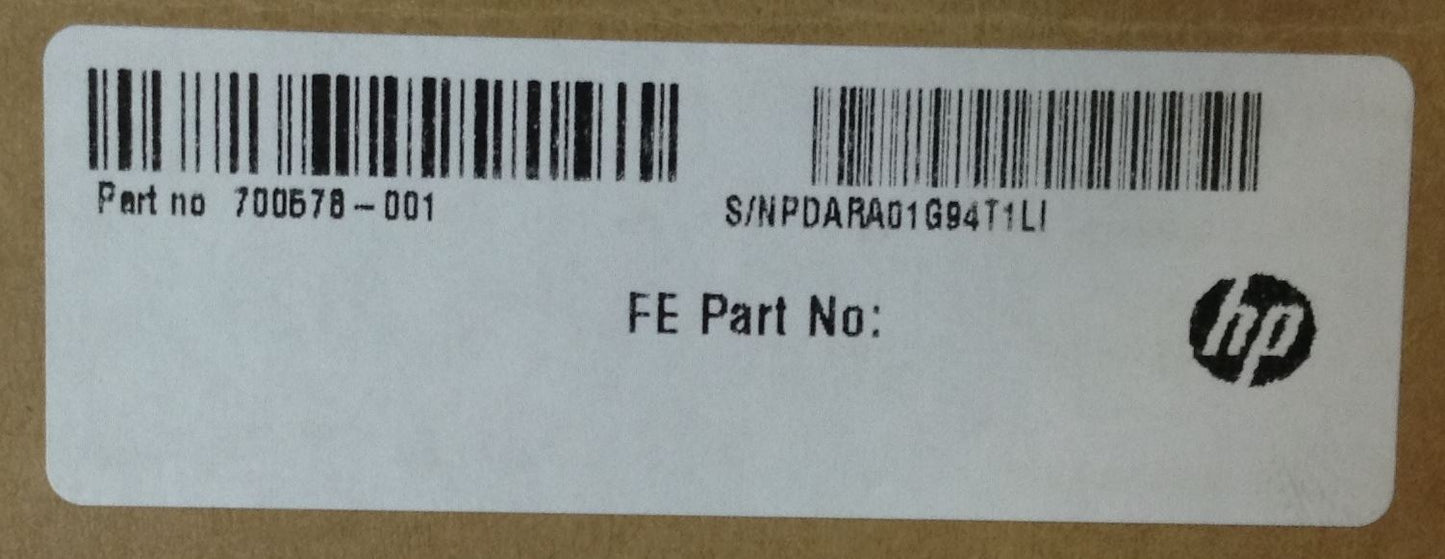 Part no 700578-001
S/NPDARA01G94T1LI
FE Part No:
hp